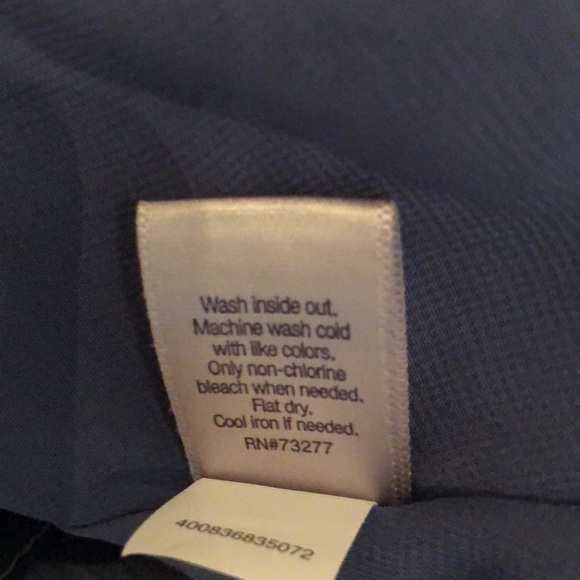 Wash inside out.
Machine wash cold
with like colors.
Only non-chlorine
bleach when needed.
Flat dry.
Cool iron if needed.
RN#73277
400836835072